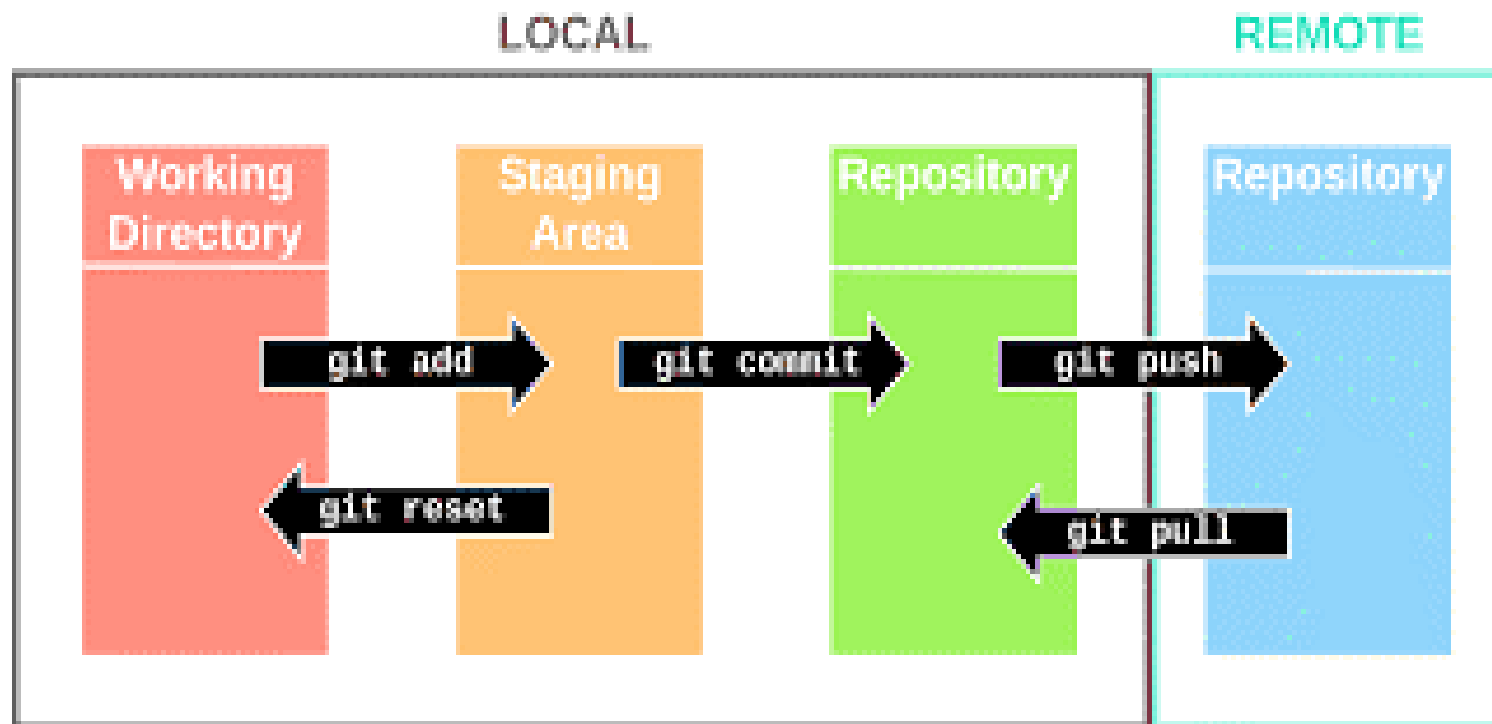 LOCAL
REMOTE
Working
Directory
Staging
Area
Repository
Repository
git add
git commit
git push
git reset
git pull